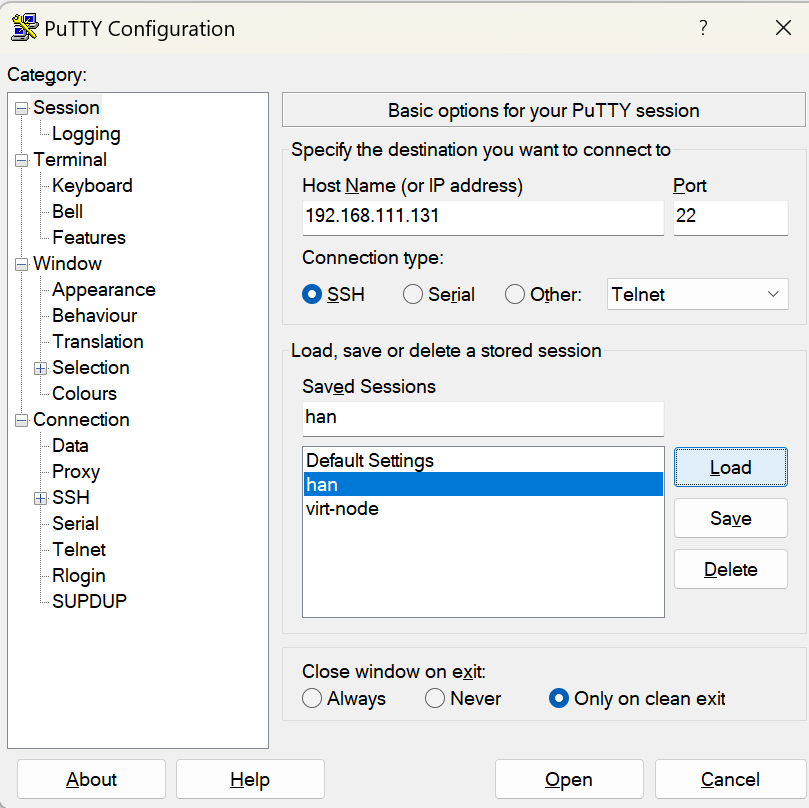 PuTTY Configuration
?
Category:
Session
Logging
Terminal
Keyboard
Bell
Features
Window
Appearance
Behaviour
Translation
Selection
Colours
Connection
Data
Proxy
SSH
Serial
Telnet
Rlogin
SUPDUP
Basic options for your PuTTY session
Specify the destination you want to connect to
Host Name (or IP address) Port
192.168.111.131 22
Connection type:
SSH Serial Other: Telnet
Load, save or delete a stored session
Saved Sessions
han
Default Settings
han
virt-node
Load
Save
Delete
Close window on exit:
Always Never Only on clean exit
About Help Open Cancel